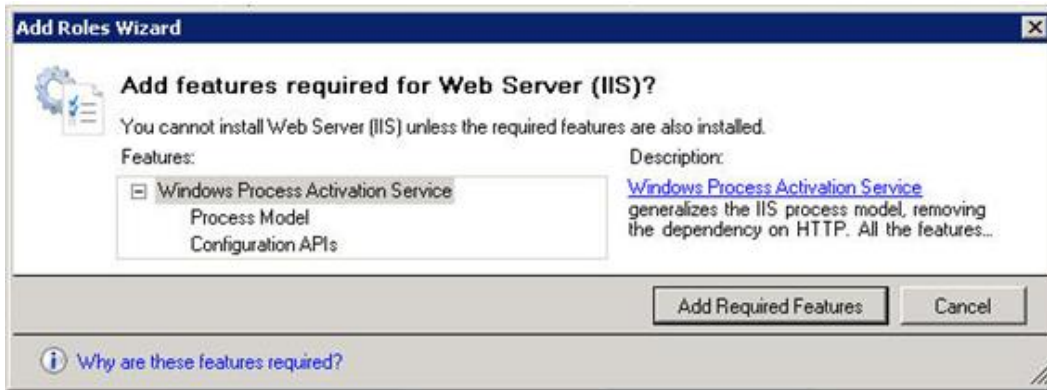 Add Roles Wizard
Add features required for Web Server (IIS)?
You cannot install Web Server (IIS) unless the required features are also installed.
Features:
Description:
Windows Process Activation Service
Process Model
Configuration APIs
Windows Process Activation Service
generalizes the IIS process model, removing
the dependency on HTTP. All the features...
Add Required Features
Cancel
Why are these features required?